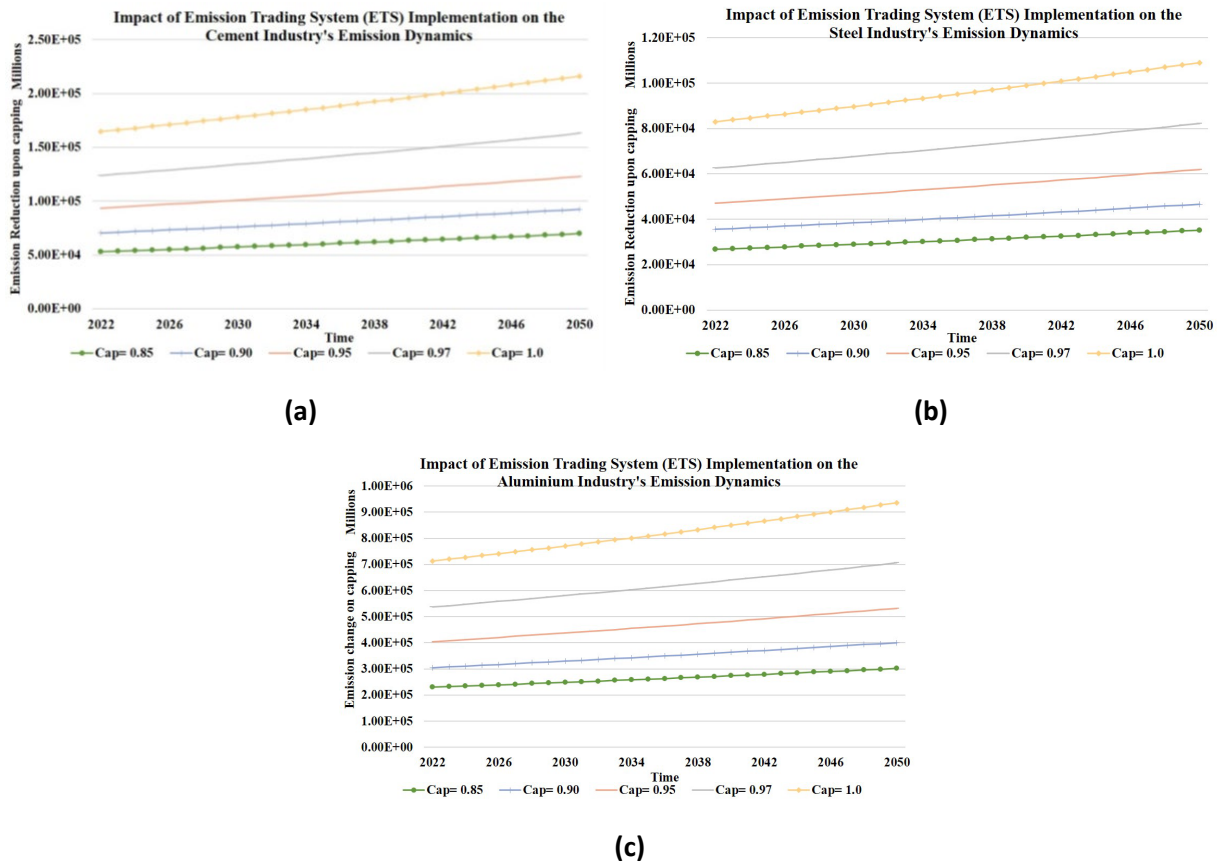 Impact of Emission Trading System (ETS) Implementation on the
Cement Industry's Emission Dynamics
Emission Reduction upon capping Millions
2.50E+05
2.00E+05
1.50E+05
1.00E+05
5.00E+04
0.00E+00
2022 2026 2030 2034 2038 2042 2046 2050
Time
Cap= 0.85 Cap= 0.90 Cap= 0.95 Cap= 0.97 Cap= 1.0
(a)
Impact of Emission Trading System (ETS) Implementation on the
Steel Industry's Emission Dynamics
Emission Reduction upon capping Millions
1.20E+05
1.00E+05
8.00E+04
6.00E+04
4.00E+04
2.00E+04
0.00E+00
2022 2026 2030 2034 2038 2042 2046 2050
Time
Cap= 0.85 Cap= 0.90 Cap= 0.95 Cap= 0.97 Cap= 1.0
(b)
Impact of Emission Trading System (ETS) Implementation on the
Aluminium Industry's Emission Dynamics
Emission change on capping Millions
1.00E+06
9.00E+05
8.00E+05
7.00E+05
6.00E+05
5.00E+05
4.00E+05
3.00E+05
2.00E+05
1.00E+05
0.00E+00
2022 2026 2030 2034 2038 2042 2046 2050
Time
Cap= 0.85 Cap= 0.90 Cap= 0.95 Cap= 0.97 Cap= 1.0
(c)